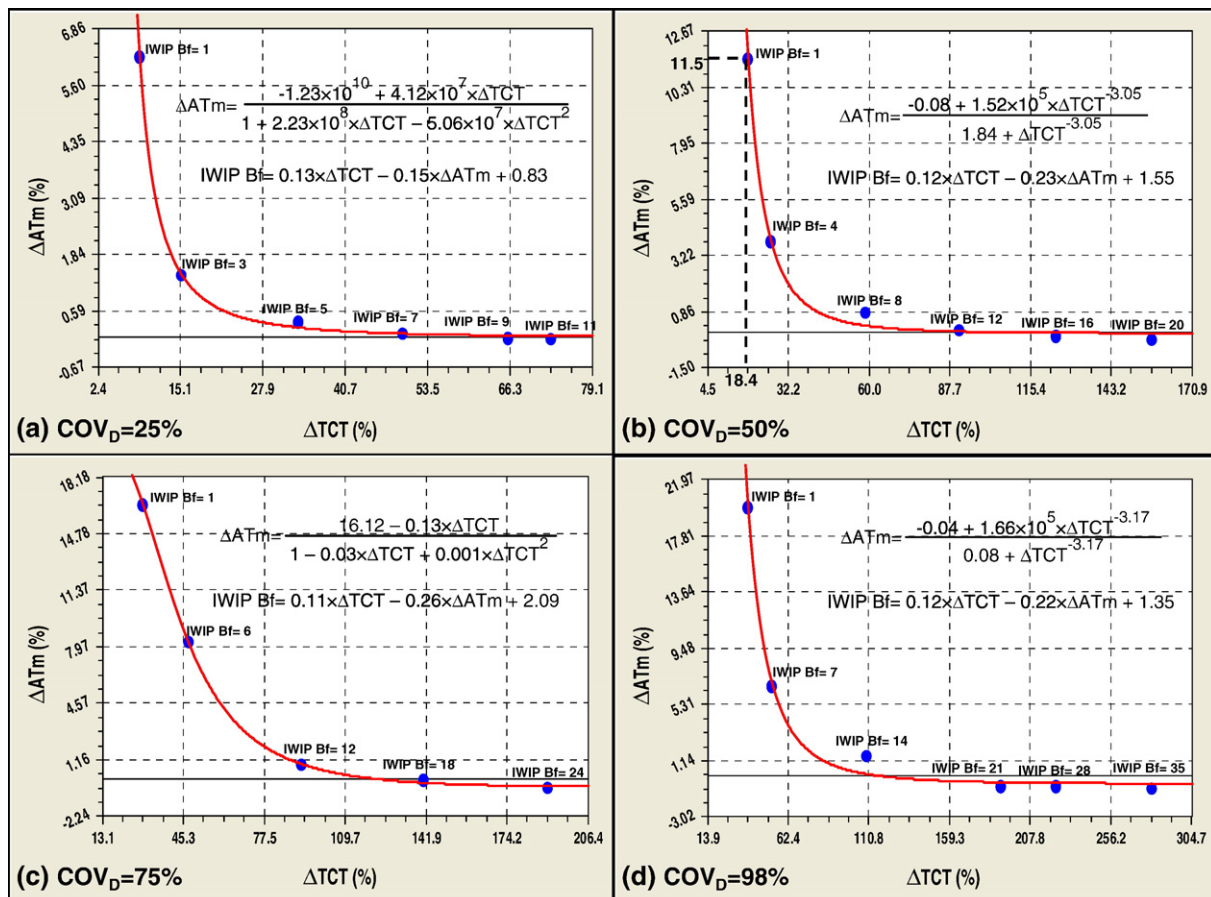 6.86
5.60
4.35
3.09
1.84
0.59
-0.67
ΔATm (%)
IWIP Bf= 1
ΔATm= -1.23×10^10 + 4.12×10^7×ΔTCT
1 + 2.23×10^8×ΔTCT − 5.06×10^7×ΔTCT^2
IWIP Bf= 0.13×ΔTCT − 0.15×ΔATm + 0.83
IWIP Bf= 3
IWIP Bf= 5
IWIP Bf= 7
IWIP Bf= 9
IWIP Bf= 11
2.4 15.1 27.9 40.7 53.5 66.3 79.1
(a) COV_D=25% ΔTCT (%)
12.67
11.5
10.31
7.95
5.59
3.22
0.86
-1.50
ΔATm (%)
IWIP Bf= 1
ΔATm= -0.08 + 1.52×10^5×ΔTCT^-3.05
1.84 + ΔTCT^-3.05
IWIP Bf= 0.12×ΔTCT − 0.23×ΔATm + 1.55
IWIP Bf= 4
IWIP Bf= 8
IWIP Bf= 12
IWIP Bf= 16
IWIP Bf= 20
4.5 18.4 32.2 60.0 87.7 115.4 143.2 170.9
(b) COV_D=50% ΔTCT (%)
18.18
14.78
11.37
7.97
4.57
1.16
-2.24
ΔATm (%)
IWIP Bf= 1
ΔATm= 16.12 − 0.13×ΔTCT
1 − 0.03×ΔTCT + 0.001×ΔTCT^2
IWIP Bf= 0.11×ΔTCT − 0.26×ΔATm + 2.09
IWIP Bf= 6
IWIP Bf= 12
IWIP Bf= 18
IWIP Bf= 24
13.1 45.3 77.5 109.7 141.9 174.2 206.4
(c) COV_D=75% ΔTCT (%)
21.97
17.81
13.64
9.48
5.31
1.14
-3.02
ΔATm (%)
IWIP Bf= 1
ΔATm= -0.04 + 1.66×10^5×ΔTCT^-3.17
0.08 + ΔTCT^-3.17
IWIP Bf= 0.12×ΔTCT − 0.22×ΔATm + 1.35
IWIP Bf= 7
IWIP Bf= 14
IWIP Bf= 21
IWIP Bf= 28
IWIP Bf= 35
13.9 62.4 110.8 159.3 207.7 256.2 304.7
(d) COV_D=98% ΔTCT (%)